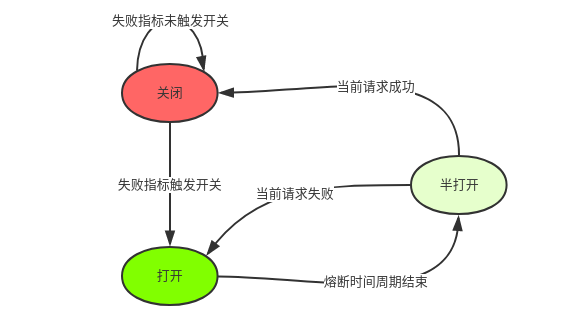 失败指标未触发开关
当前请求成功
关闭
失败指标触发开关
当前请求失败
半打开
打开
熔断时间周期结束